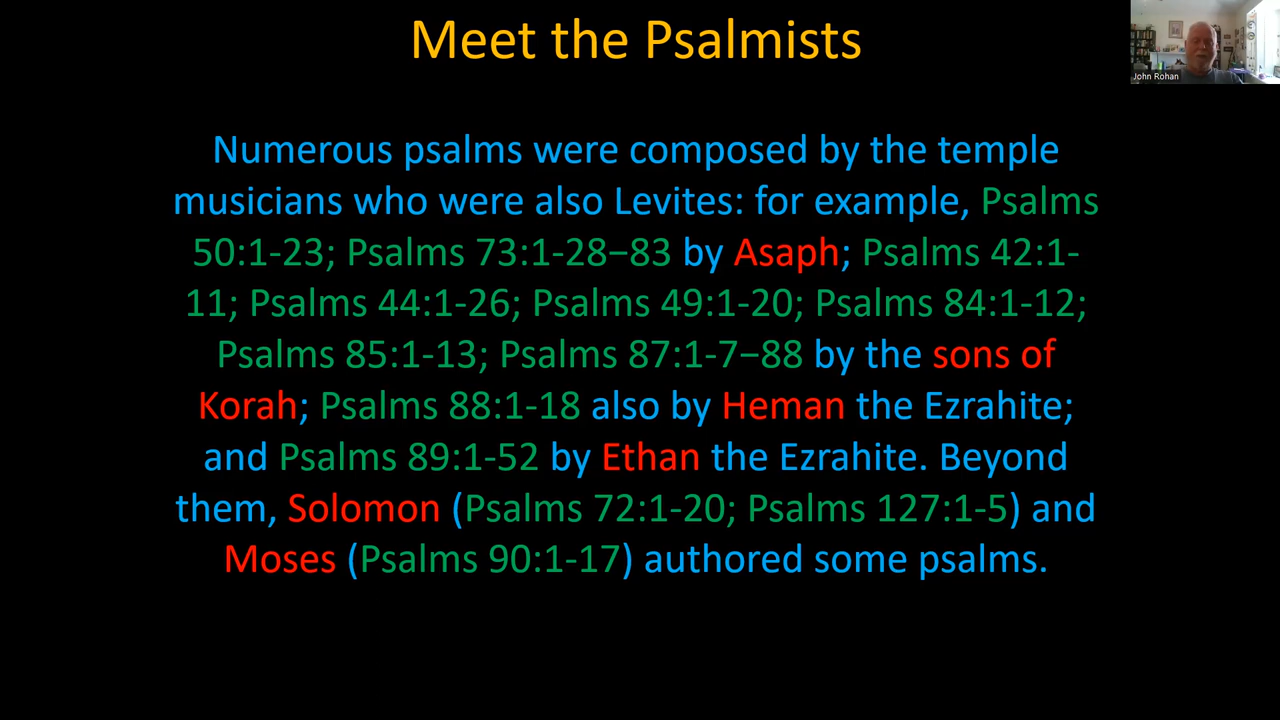 Meet the Psalmists
John Rohan
Numerous psalms were composed by the temple
musicians who were also Levites: for example, Psalms
50:1-23; Psalms 73:1-28–83 by Asaph; Psalms 42:1-
11; Psalms 44:1-26; Psalms 49:1-20; Psalms 84:1-12;
Psalms 85:1-13; Psalms 87:1-7–88 by the sons of
Korah; Psalms 88:1-18 also by Heman the Ezrahite;
and Psalms 89:1-52 by Ethan the Ezrahite. Beyond
them, Solomon (Psalms 72:1-20; Psalms 127:1-5) and
Moses (Psalms 90:1-17) authored some psalms.